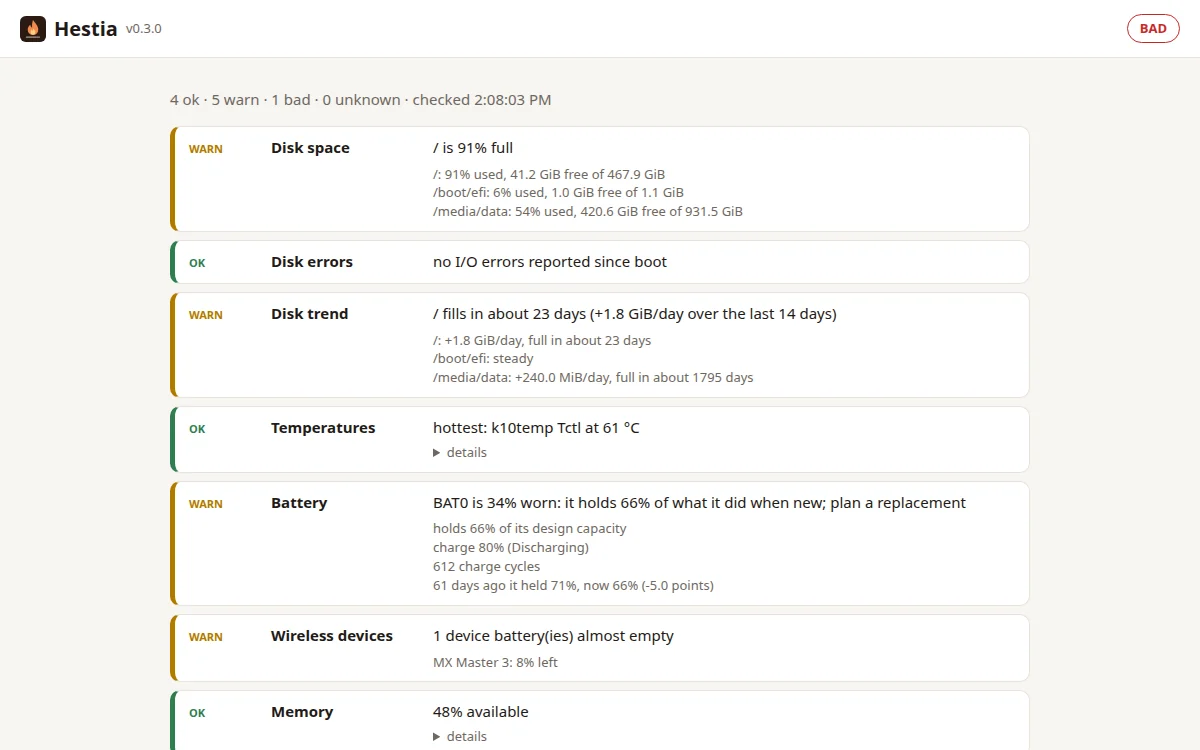 Hestia v0.3.0
BAD
4 ok · 5 warn · 1 bad · 0 unknown · checked 2:08:03 PM
WARN Disk space / is 91% full
/: 91% used, 41.2 GiB free of 467.9 GiB
/boot/efi: 6% used, 1.0 GiB free of 1.1 GiB
/media/data: 54% used, 420.6 GiB free of 931.5 GiB
OK Disk errors no I/O errors reported since boot
WARN Disk trend / fills in about 23 days (+1.8 GiB/day over the last 14 days)
/: +1.8 GiB/day, full in about 23 days
/boot/efi: steady
/media/data: +240.0 MiB/day, full in about 1795 days
OK Temperatures hottest: k10temp Tctl at 61 °C
▶ details
WARN Battery BAT0 is 34% worn: it holds 66% of what it did when new; plan a replacement
holds 66% of its design capacity
charge 80% (Discharging)
612 charge cycles
61 days ago it held 71%, now 66% (-5.0 points)
WARN Wireless devices 1 device battery(ies) almost empty
MX Master 3: 8% left
OK Memory 48% available
▶ details